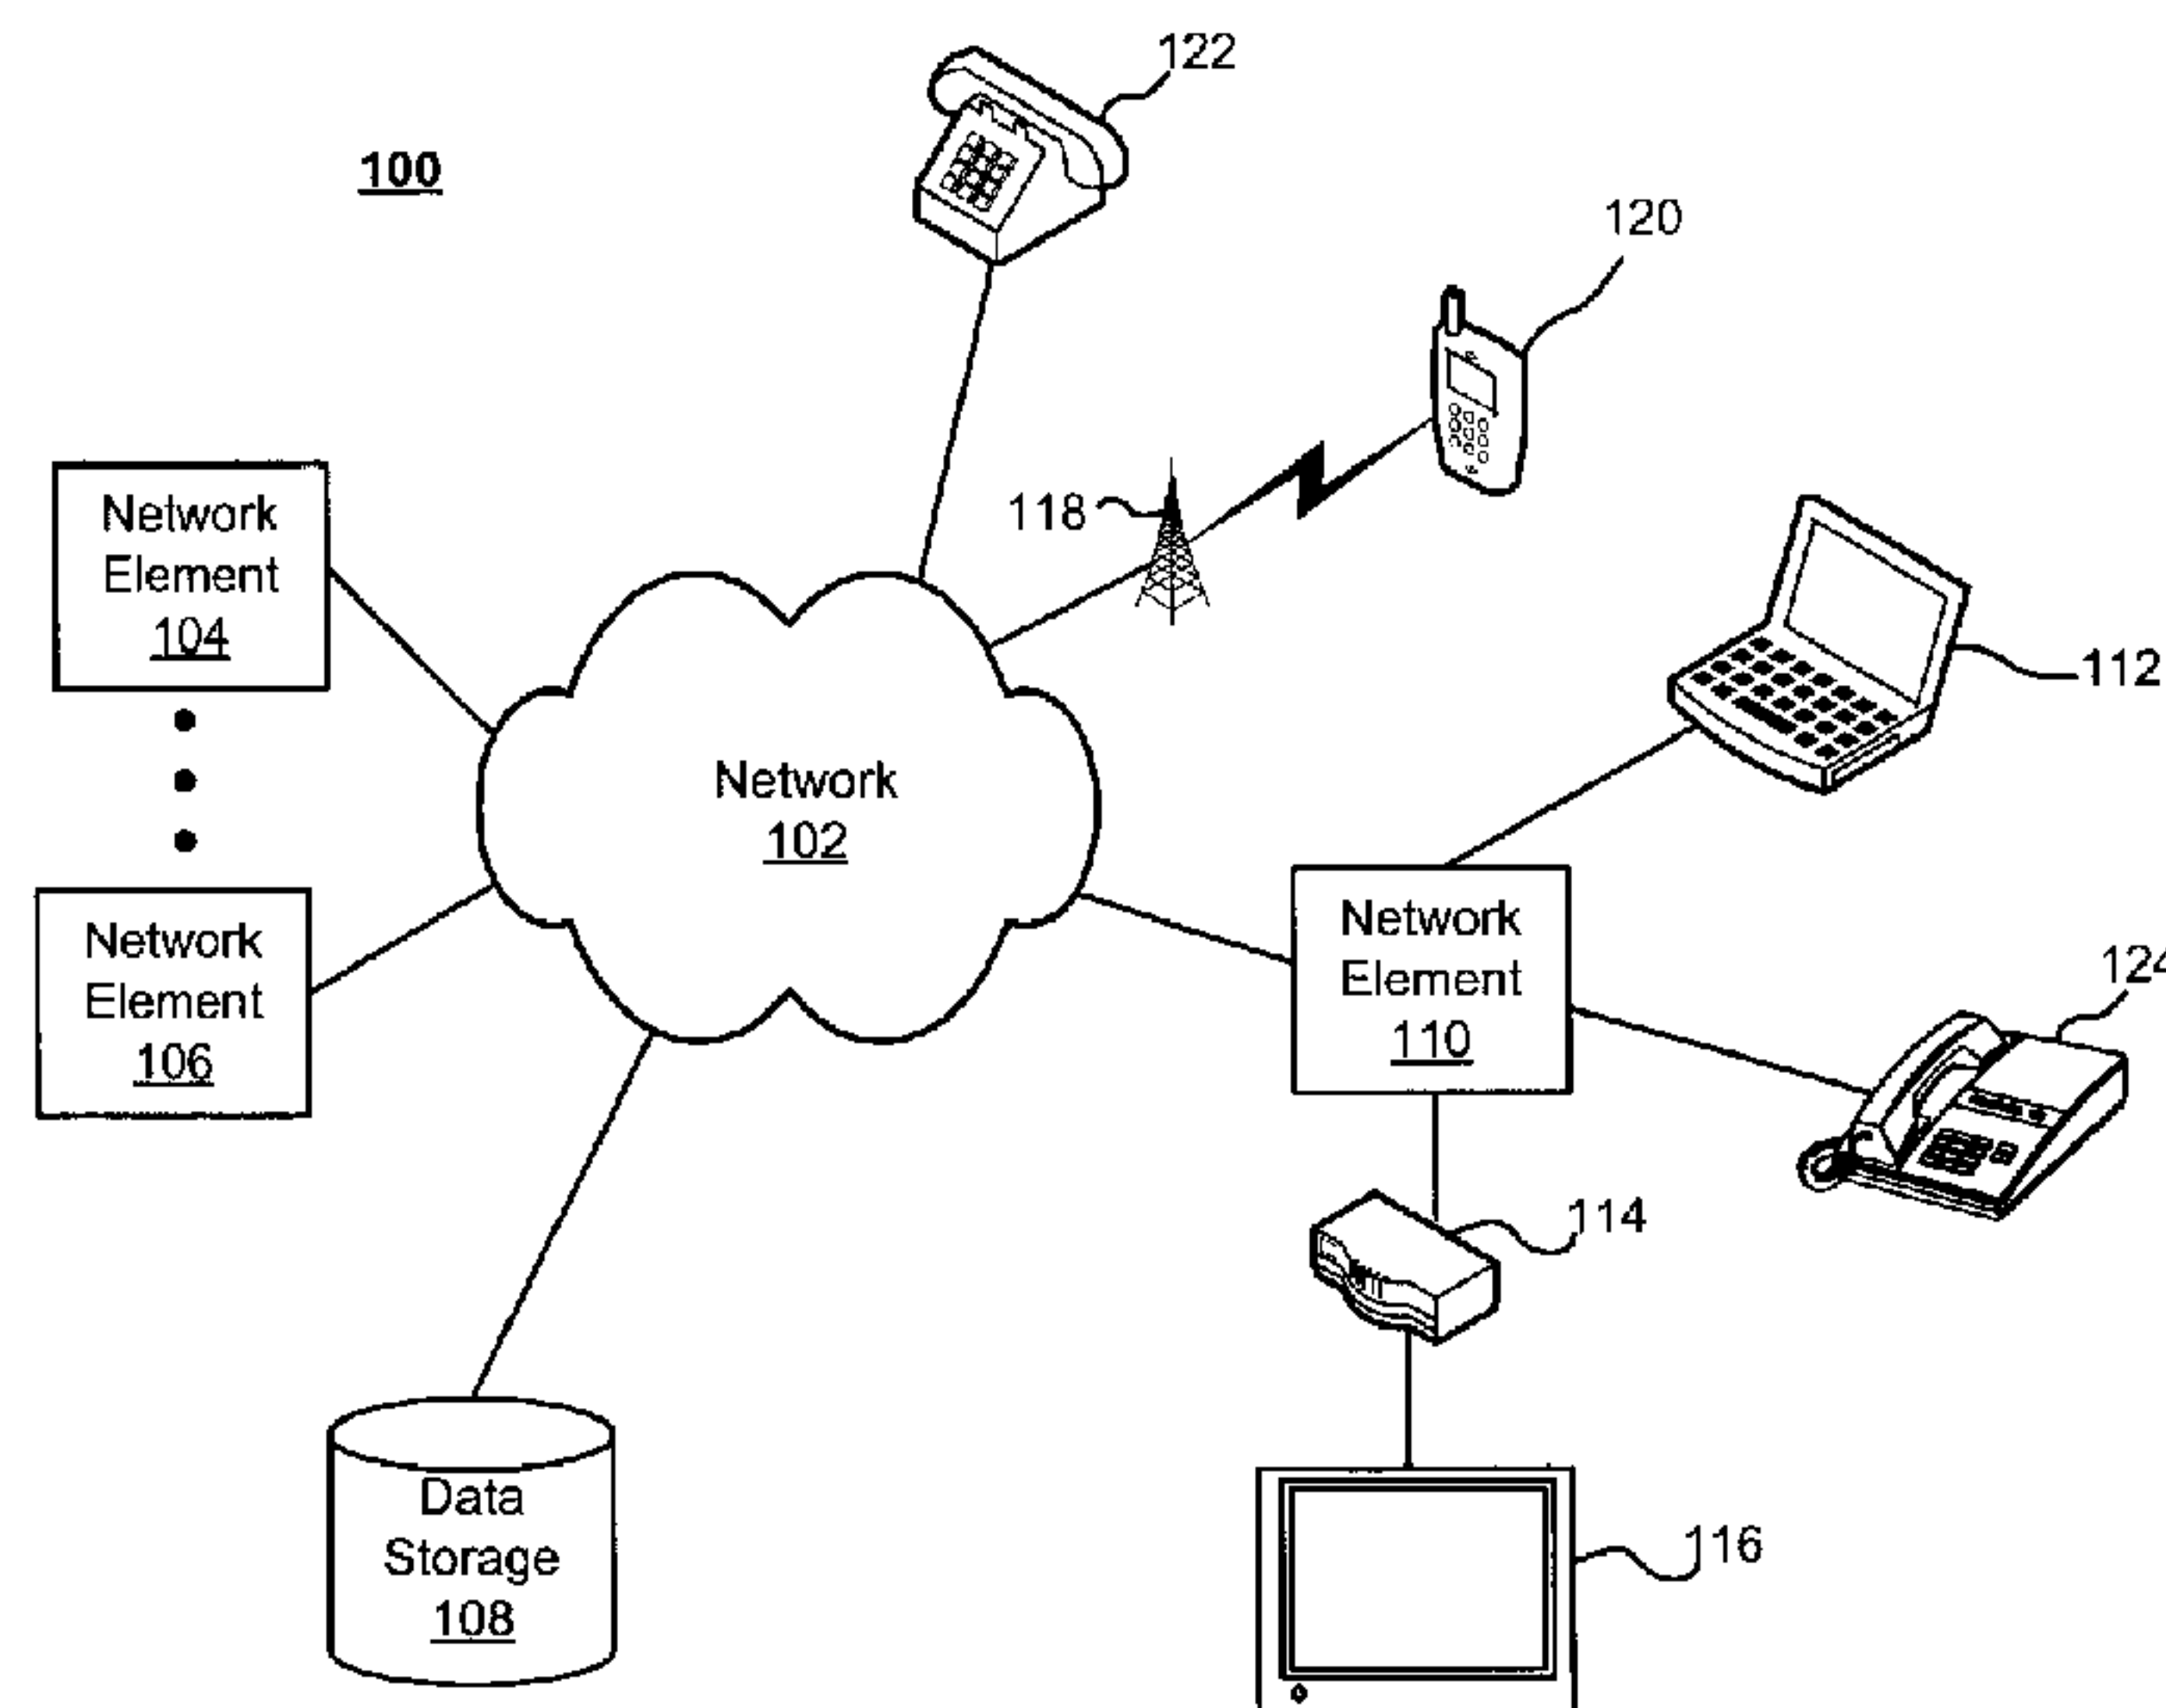 122
100
120
118
Network
Element
104
112
Network
102
Network
Element
106
Network
Element
110
124
114
Data
Storage
108
116